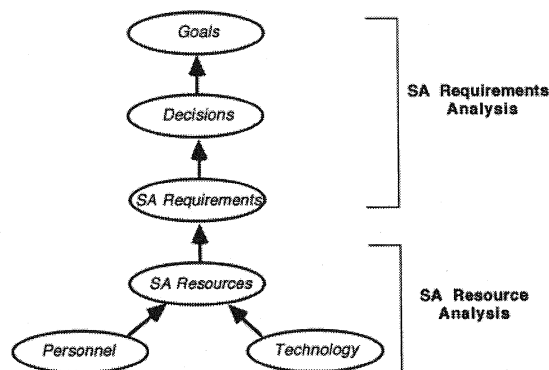 Goals
Decisions
SA Requirements
Analysis
SA Requirements
SA Resources
SA Resource
Analysis
Personnel
Technology